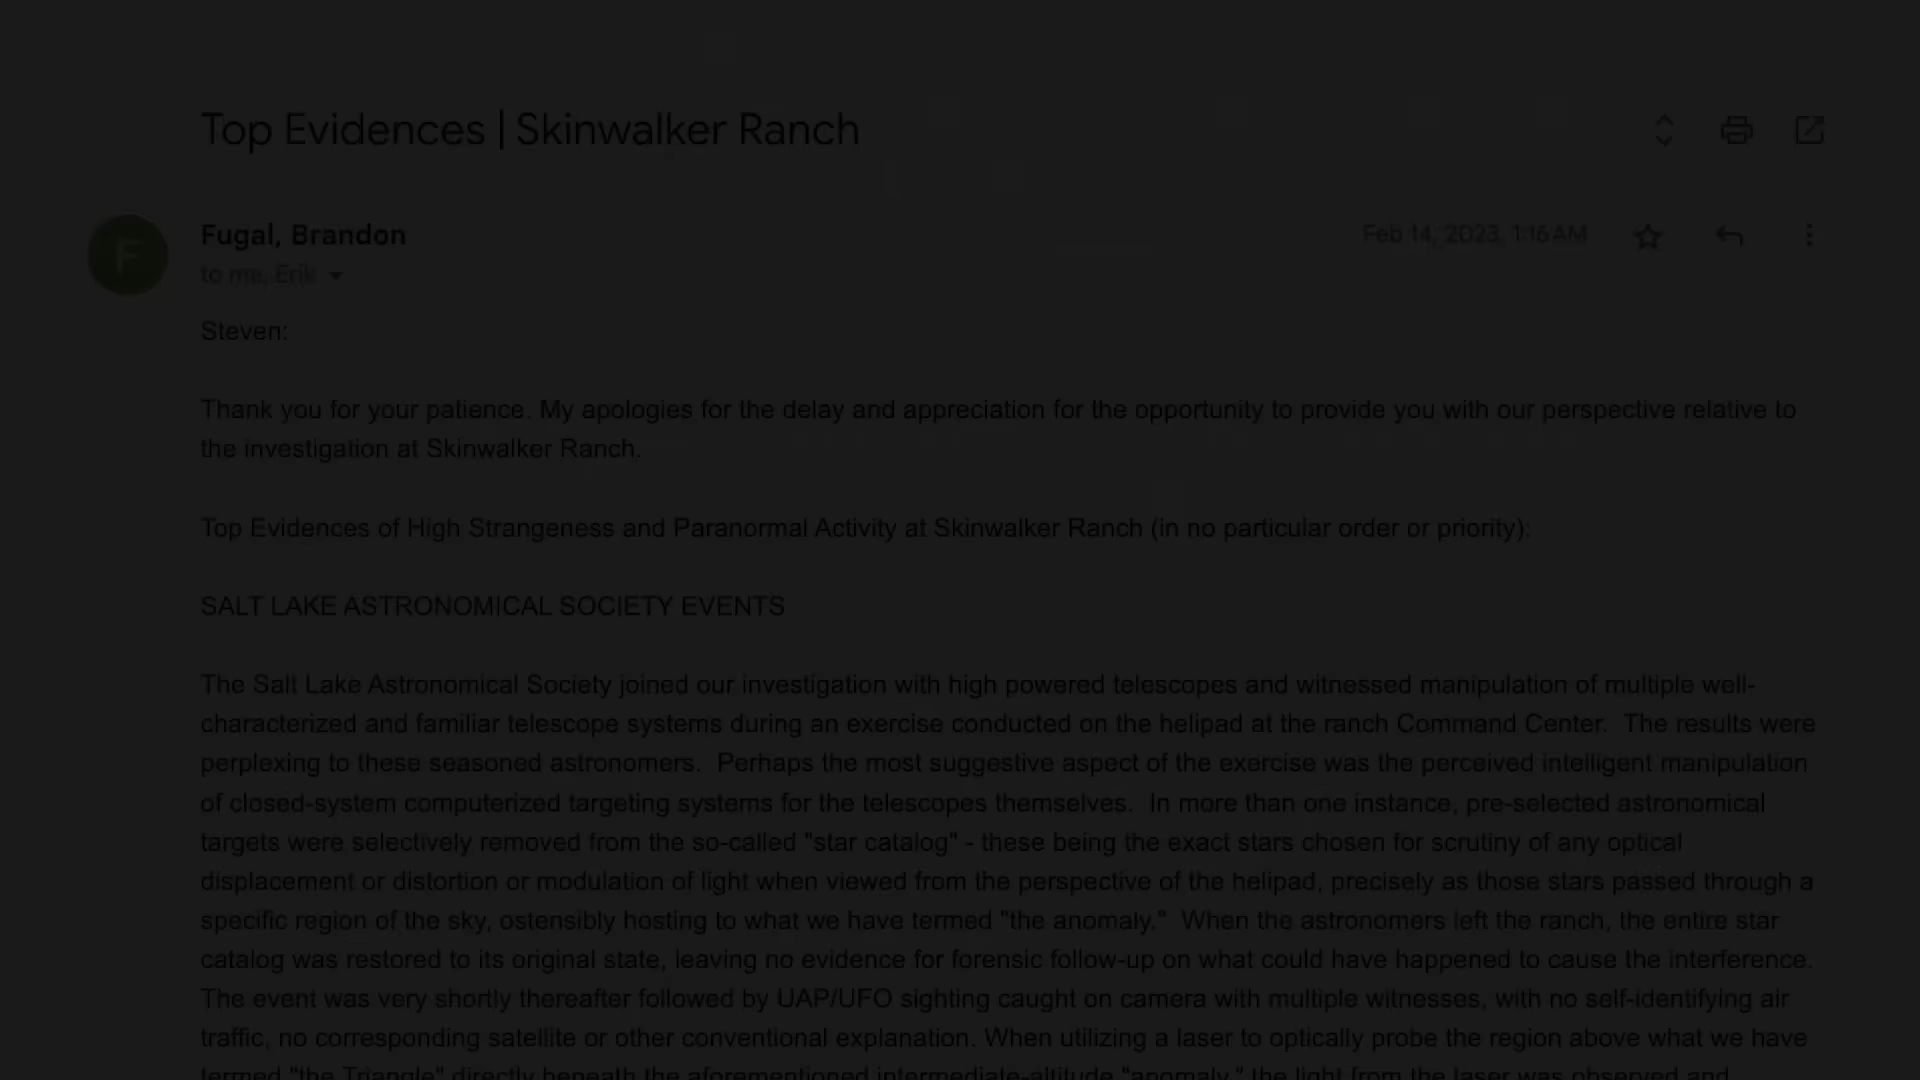 Top Evidences | Skinwalker Ranch
F
Fugal, Brandon
Feb 14, 2023, 1:16 AM
to me, Erik
Steven:
Thank you for your patience. My apologies for the delay and appreciation for the opportunity to provide you with our perspective relative to
the investigation at Skinwalker Ranch.
Top Evidences of High Strangeness and Paranormal Activity at Skinwalker Ranch (in no particular order or priority):
SALT LAKE ASTRONOMICAL SOCIETY EVENTS
The Salt Lake Astronomical Society joined our investigation with high powered telescopes and witnessed manipulation of multiple well-
characterized and familiar telescope systems during an exercise conducted on the helipad at the ranch Command Center.  The results were
perplexing to these seasoned astronomers.  Perhaps the most suggestive aspect of the exercise was the perceived intelligent manipulation
of closed-system computerized targeting systems for the telescopes themselves.  In more than one instance, pre-selected astronomical
targets were selectively removed from the so-called "star catalog" - these being the exact stars chosen for scrutiny of any optical
displacement or distortion or modulation of light when viewed from the perspective of the helipad, precisely as those stars passed through a
specific region of the sky, ostensibly hosting to what we have termed "the anomaly."  When the astronomers left the ranch, the entire star
catalog was restored to its original state, leaving no evidence for forensic follow-up on what could have happened to cause the interference.
The event was very shortly thereafter followed by UAP/UFO sighting caught on camera with multiple witnesses, with no self-identifying air
traffic, no corresponding satellite or other conventional explanation. When utilizing a laser to optically probe the region above what we have
termed "the Triangle" directly beneath the aforementioned intermediate-altitude "anomaly," the light from the laser was observed and